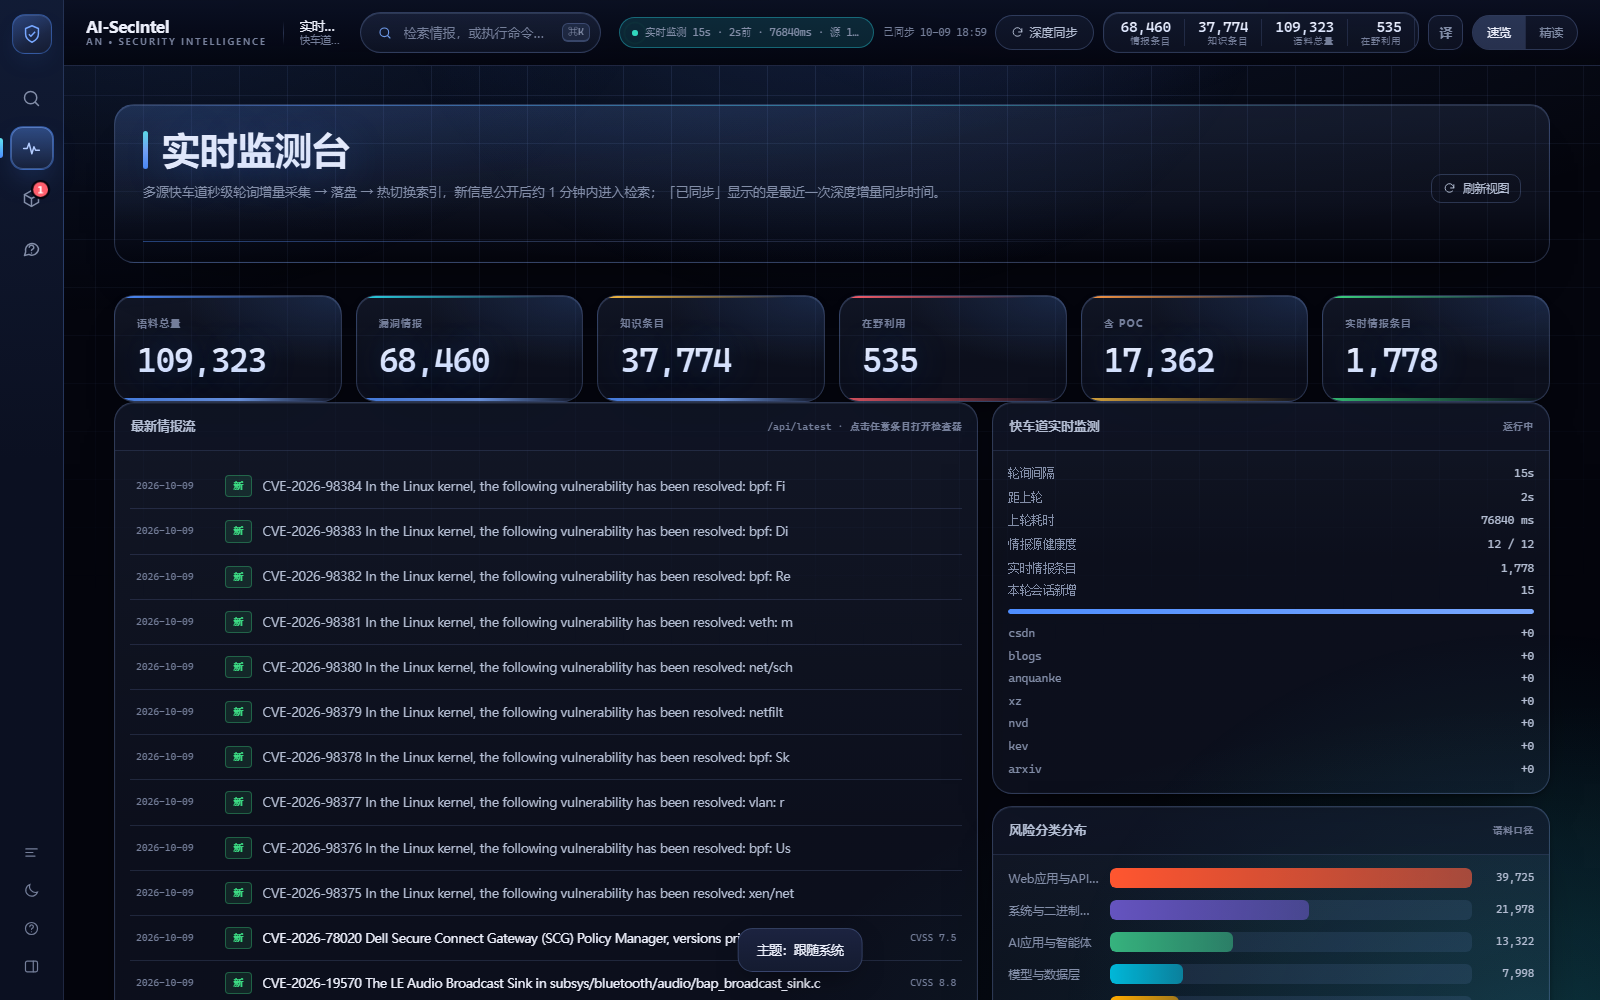 AI-SecIntel
AN • SECURITY INTELLIGENCE
实时...
快车道...
检索情报，或执行命令...
⌘K
实时监测 15s · 2s前 · 76840ms · 源 1…
已同步 10-09 18:59
深度同步
68,460
情报条目
37,774
知识条目
109,323
语料总量
535
在野利用
译
速览
精读
1
实时监测台
多源快车道秒级轮询增量采集 → 落盘 → 热切换索引，新信息公开后约 1 分钟内进入检索；「已同步」显示的是最近一次深度增量同步时间。
刷新视图
语料总量
109,323
漏洞情报
68,460
知识条目
37,774
在野利用
535
含 POC
17,362
实时情报条目
1,778
最新情报流
/api/latest · 点击任意条目打开检查器
2026-10-09 新 CVE-2026-98384 In the Linux kernel, the following vulnerability has been resolved: bpf: Fi
2026-10-09 新 CVE-2026-98383 In the Linux kernel, the following vulnerability has been resolved: bpf: Di
2026-10-09 新 CVE-2026-98382 In the Linux kernel, the following vulnerability has been resolved: bpf: Re
2026-10-09 新 CVE-2026-98381 In the Linux kernel, the following vulnerability has been resolved: veth: m
2026-10-09 新 CVE-2026-98380 In the Linux kernel, the following vulnerability has been resolved: net/sch
2026-10-09 新 CVE-2026-98379 In the Linux kernel, the following vulnerability has been resolved: netfilt
2026-10-09 新 CVE-2026-98378 In the Linux kernel, the following vulnerability has been resolved: bpf: Sk
2026-10-09 新 CVE-2026-98377 In the Linux kernel, the following vulnerability has been resolved: vlan: r
2026-10-09 新 CVE-2026-98376 In the Linux kernel, the following vulnerability has been resolved: bpf: Us
2026-10-09 新 CVE-2026-98375 In the Linux kernel, the following vulnerability has been resolved: xen/net
2026-10-09 新 CVE-2026-78020 Dell Secure Connect Gateway (SCG) Policy Manager, versions pri CVSS 7.5
2026-10-09 新 CVE-2026-19570 The LE Audio Broadcast Sink in subsys/bluetooth/audio/bap_broadcast_sink.c CVSS 8.8
主题：跟随系统
快车道实时监测
运行中
轮询间隔 15s
距上轮 2s
上轮耗时 76840 ms
情报源健康度 12 / 12
实时情报条目 1,778
本轮会话新增 15
csdn +0
blogs +0
anquanke +0
xz +0
nvd +0
kev +0
arxiv +0
风险分类分布
语料口径
Web应用与API... 39,725
系统与二进制... 21,978
AI应用与智能体 13,322
模型与数据层 7,998